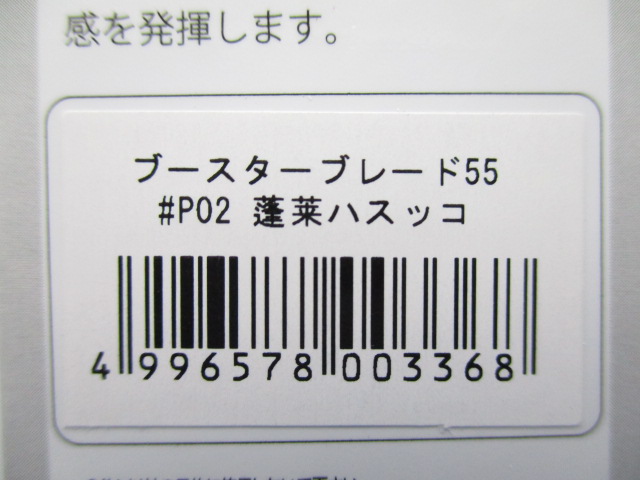 感を発揮します。
ブースターブレード55
#P02 蓬莱ハスッコ
4 996578 003368